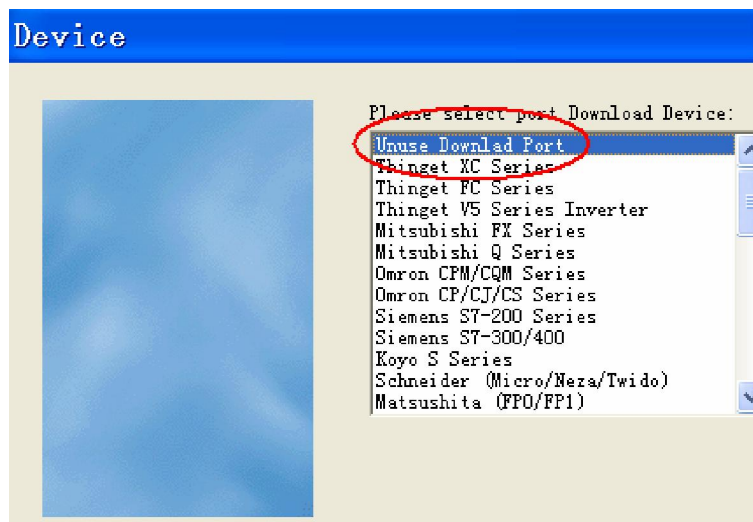 Device
Please select port Download Device:
Unuse Downlad Port
Thinget XC Series
Thinget FC Series
Thinget V5 Series Inverter
Mitsubishi FX Series
Mitsubishi Q Series
Omron CPM/CQM Series
Omron CP/CJ/CS Series
Siemens S7-200 Series
Siemens S7-300/400
Koyo S Series
Schneider (Micro/Neza/Twido)
Matsushita (FP0/FP1)